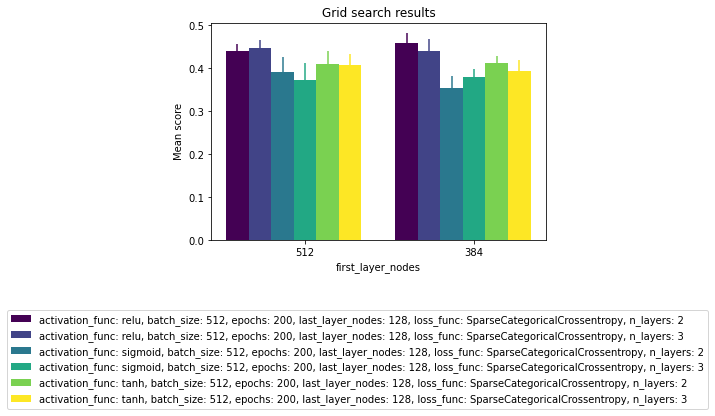 Grid search results
0.5
0.4
0.3
0.2
0.1
0.0
Mean score
512
384
first_layer_nodes
activation_func: relu, batch_size: 512, epochs: 200, last_layer_nodes: 128, loss_func: SparseCategoricalCrossentropy, n_layers: 2
activation_func: relu, batch_size: 512, epochs: 200, last_layer_nodes: 128, loss_func: SparseCategoricalCrossentropy, n_layers: 3
activation_func: sigmoid, batch_size: 512, epochs: 200, last_layer_nodes: 128, loss_func: SparseCategoricalCrossentropy, n_layers: 2
activation_func: sigmoid, batch_size: 512, epochs: 200, last_layer_nodes: 128, loss_func: SparseCategoricalCrossentropy, n_layers: 3
activation_func: tanh, batch_size: 512, epochs: 200, last_layer_nodes: 128, loss_func: SparseCategoricalCrossentropy, n_layers: 2
activation_func: tanh, batch_size: 512, epochs: 200, last_layer_nodes: 128, loss_func: SparseCategoricalCrossentropy, n_layers: 3